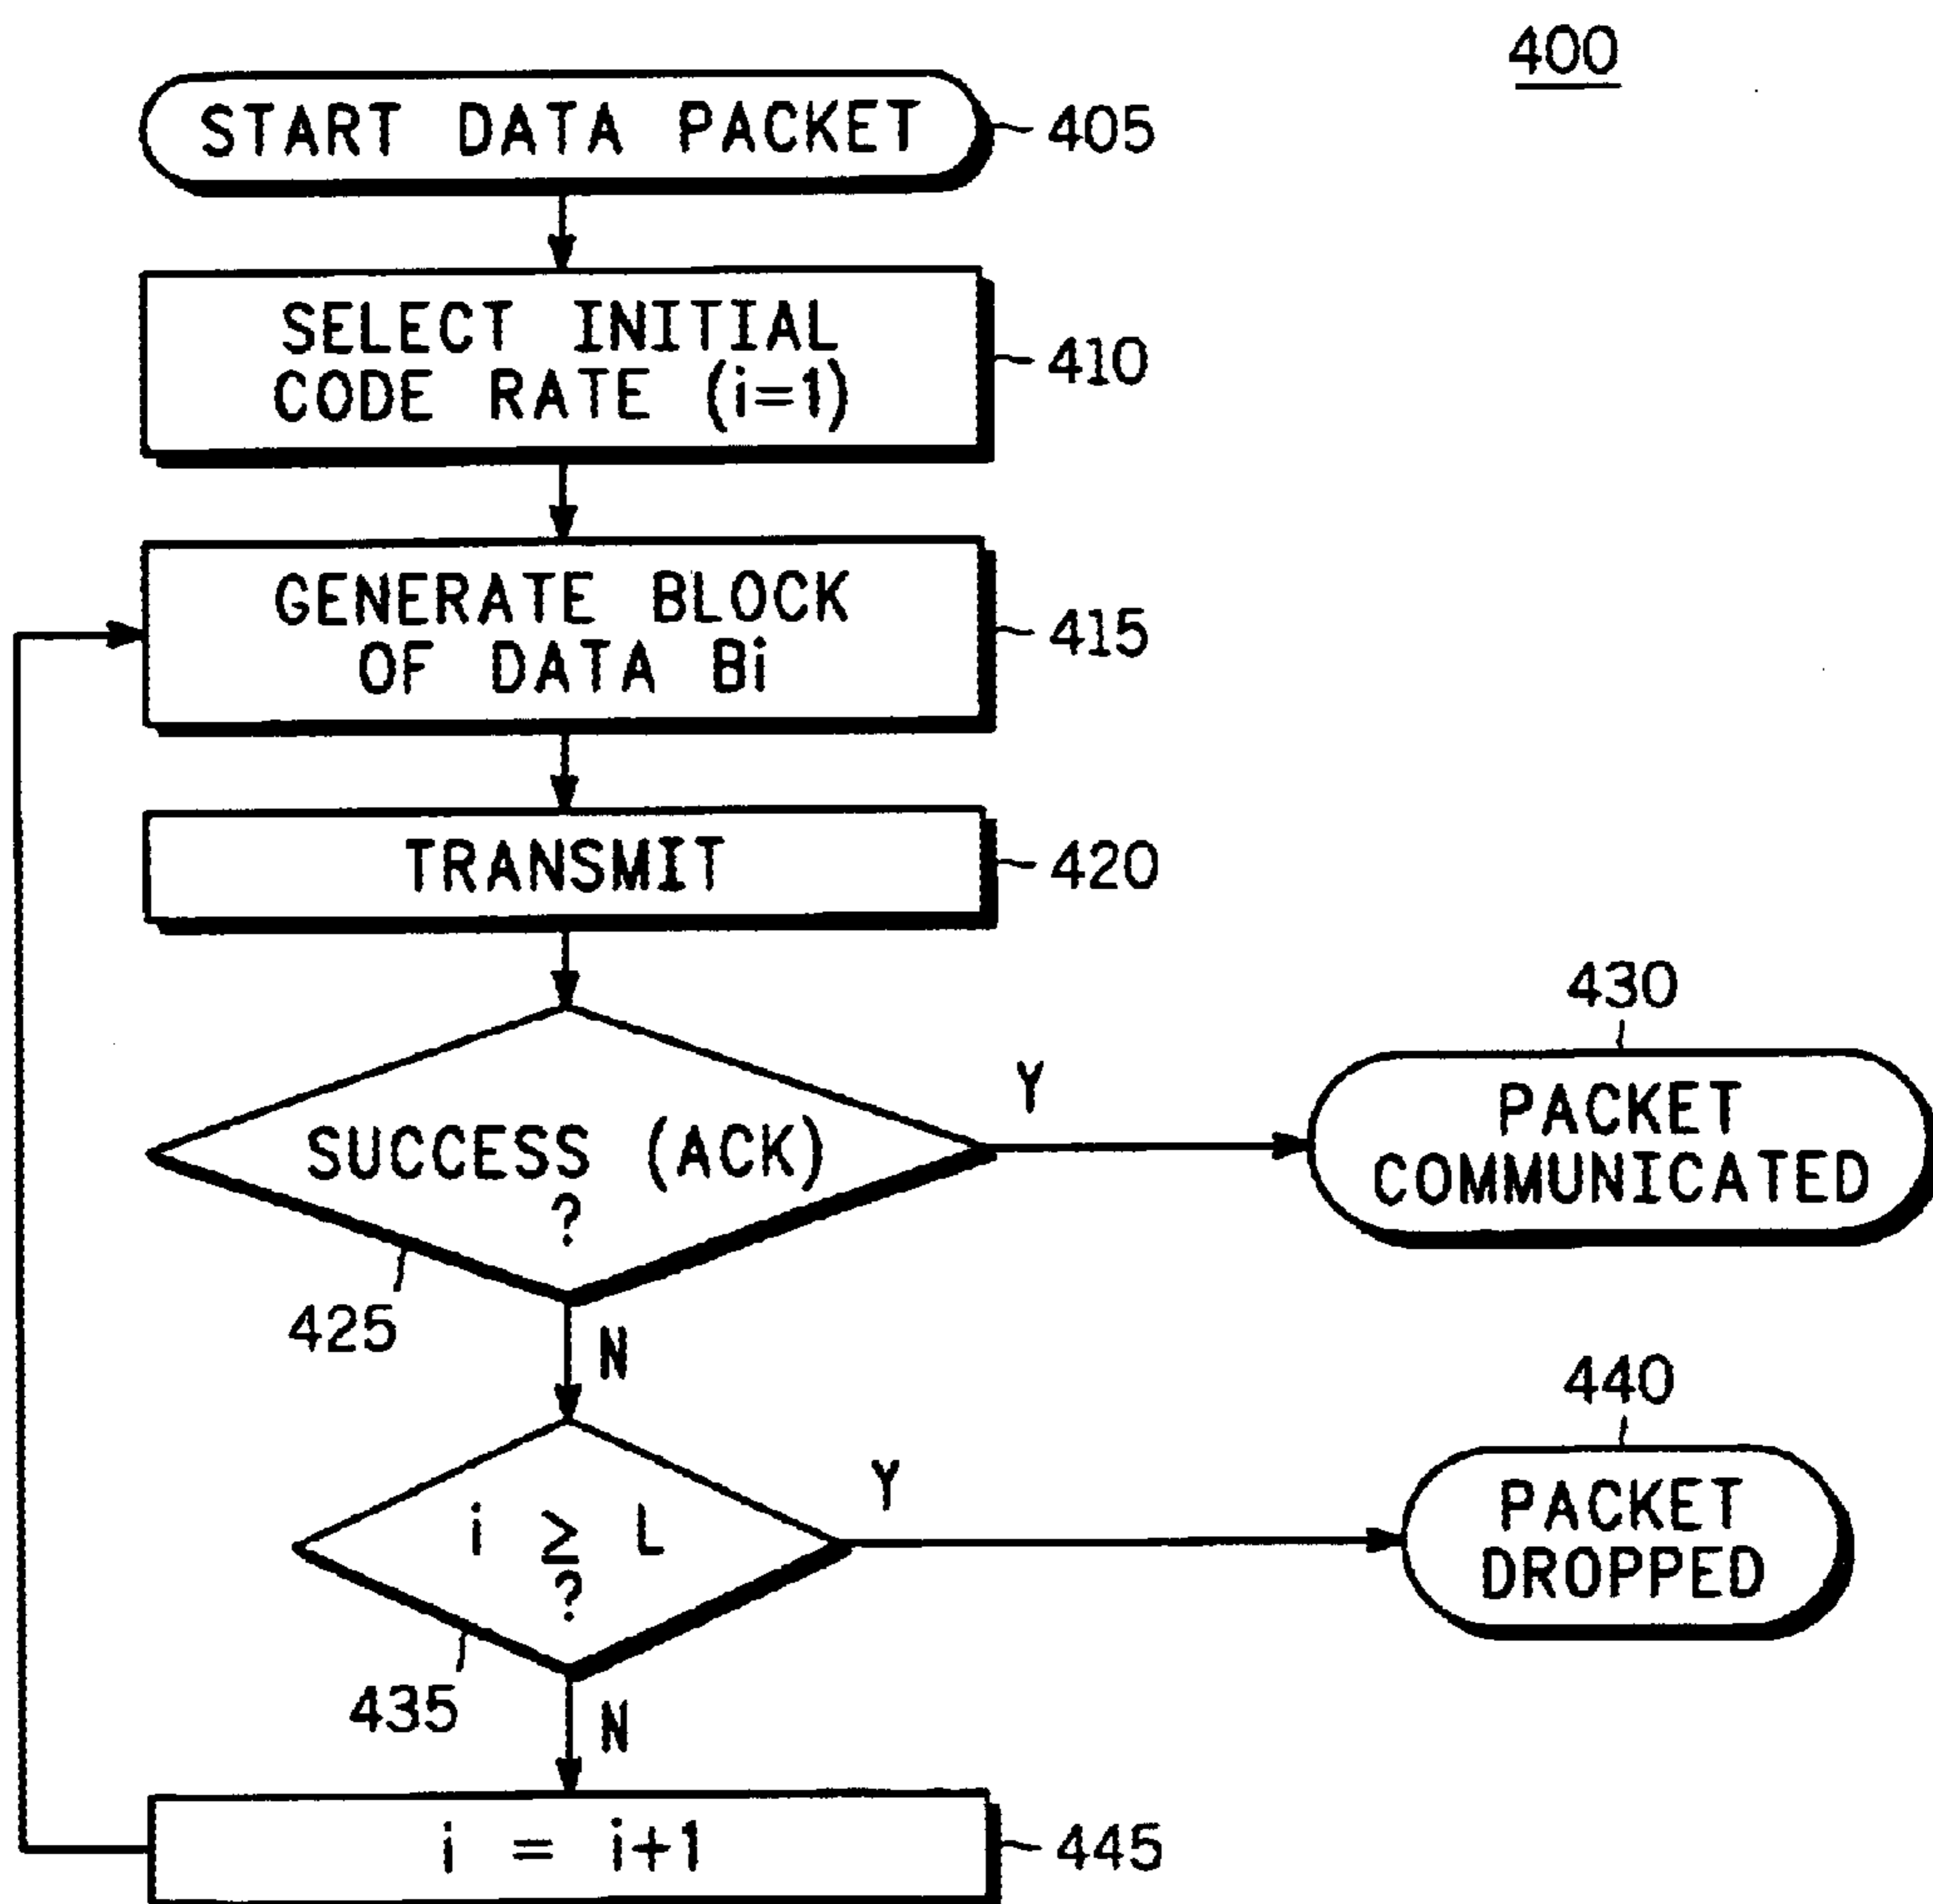 400
START DATA PACKET
405
SELECT INITIAL
CODE RATE (i=1)
410
GENERATE BLOCK
OF DATA Bi
415
TRANSMIT
420
430
SUCCESS (ACK)
?
Y
PACKET
COMMUNICATED
425
N
440
i ≥ L
?
Y
PACKET
DROPPED
435
N
i = i+1
445